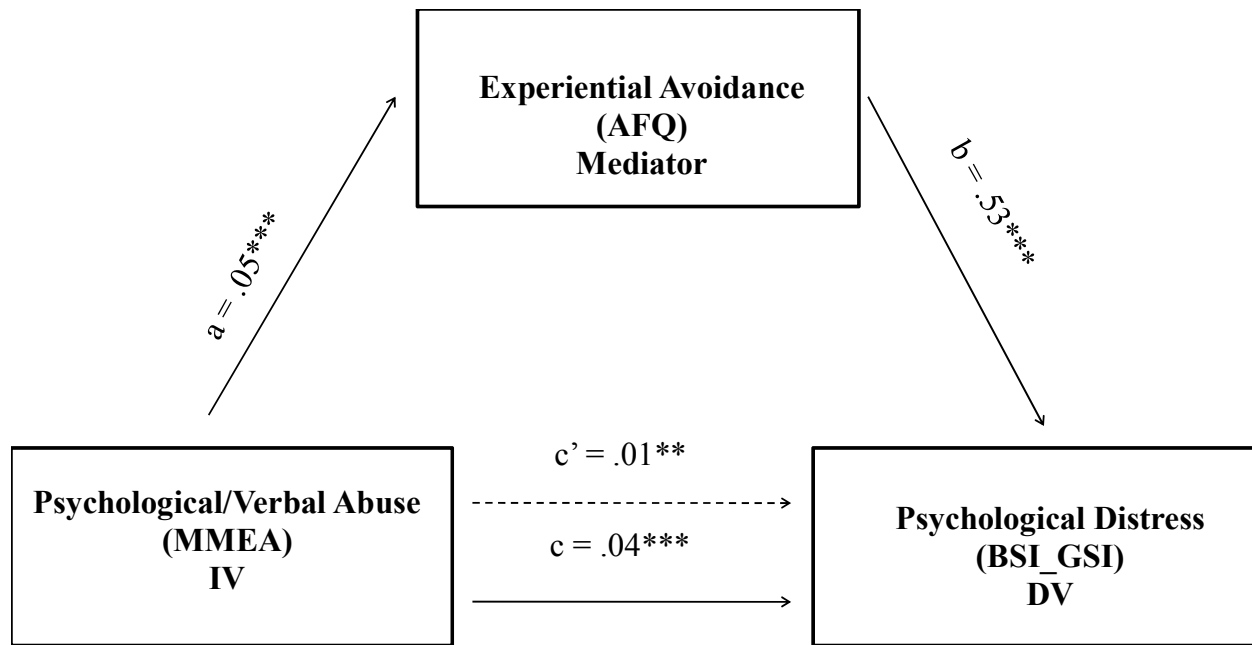 Experiential Avoidance
(AFQ)
Mediator
a = .05***
b = .53***
Psychological/Verbal Abuse
(MMEA)
IV
c’ = .01**
c = .04***
Psychological Distress
(BSI_GSI)
DV